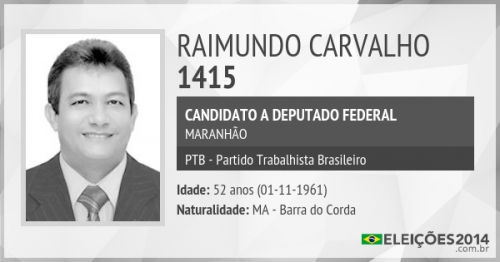 RAIMUNDO CARVALHO
1415
CANDIDATO A DEPUTADO FEDERAL
MARANHÃO
PTB - Partido Trabalhista Brasileiro
Idade: 52 anos (01-11-1961)
Naturalidade: MA - Barra do Corda
ELEIÇÕES2014
.com.br